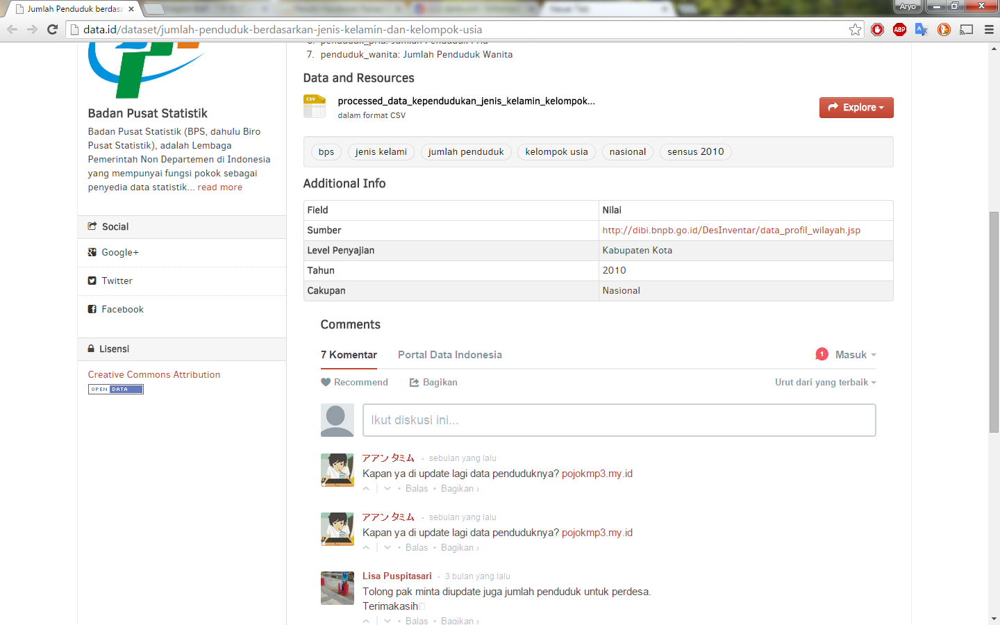 Jumlah Penduduk berdasa
Aryo
data.id/dataset/jumlah-penduduk-berdasarkan-jenis-kelamin-dan-kelompok-usia
ABP
6. penduduk_pria: Jumlah Penduduk Pria
7. penduduk_wanita: Jumlah Penduduk Wanita
Badan Pusat Statistik
Badan Pusat Statistik (BPS, dahulu Biro
Pusat Statistik), adalah Lembaga
Pemerintah Non Departemen di Indonesia
yang mempunyai fungsi pokok sebagai
penyedia data statistik... read more
Social
Google+
Twitter
Facebook
Lisensi
Creative Commons Attribution
OPEN DATA
Data and Resources
CSV
processed_data_kependudukan_jenis_kelamin_kelompok...
dalam format CSV
Explore
bps jenis kelami jumlah penduduk kelompok usia nasional sensus 2010
Additional Info
Field Nilai
Sumber http://dibi.bnpb.go.id/DesInventar/data_profil_wilayah.jsp
Level Penyajian Kabupaten Kota
Tahun 2010
Cakupan Nasional
Comments
7 Komentar Portal Data Indonesia 1 Masuk
Recommend Bagikan Urut dari yang terbaik
Ikut diskusi ini...
アアン タミム • sebulan yang lalu
Kapan ya di update lagi data penduduknya? pojokmp3.my.id
• Balas • Bagikan ›
アアン タミム • sebulan yang lalu
Kapan ya di update lagi data penduduknya? pojokmp3.my.id
• Balas • Bagikan ›
Lisa Puspitasari • 3 bulan yang lalu
Tolong pak minta diupdate juga jumlah penduduk untuk perdesa.
Terimakasih
• Balas • Bagikan ›